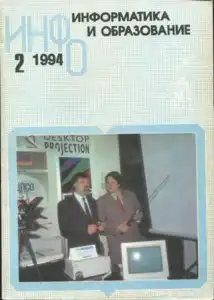 ИНФО
ИНФОРМАТИКА
И ОБРАЗОВАНИЕ
2 1994
DESKTOP
PROJECTION